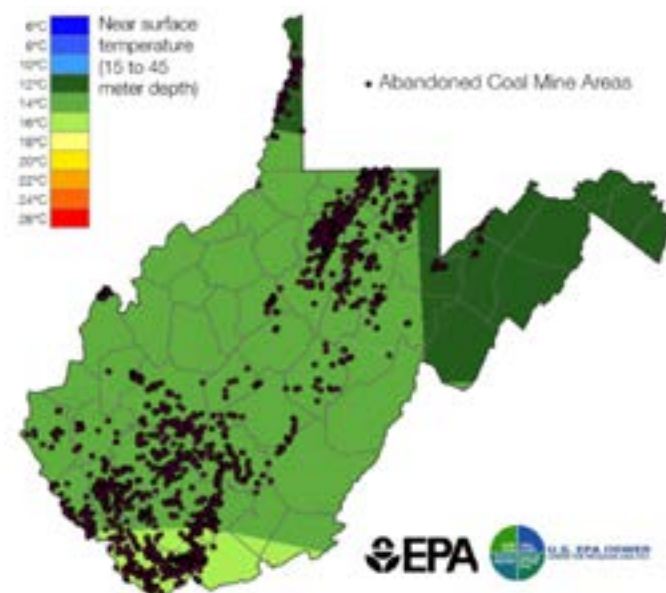 6°C
8°C
10°C
12°C
14°C
16°C
18°C
20°C
22°C
24°C
26°C
Near surface
temperature
(15 to 45
meter depth)
• Abandoned Coal Mine Areas
EPA
U.S. EPA OSWER